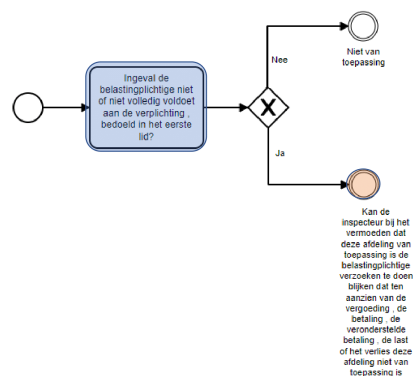 Ingeval de
belastingplichtige niet
of niet volledig voldoet
aan de verplichting ,
bedoeld in het eerste
lid?
Nee
Niet van
toepassing
Ja
Kan de
inspecteur bij het
vermoeden dat
deze afdeling van
toepassing is de
belastingplichtige
verzoeken te doen
blijken dat ten
aanzien van de
vergoeding , de
betaling , de
veronderstelde
betaling , de last
of het verlies deze
afdeling niet van
toepassing is